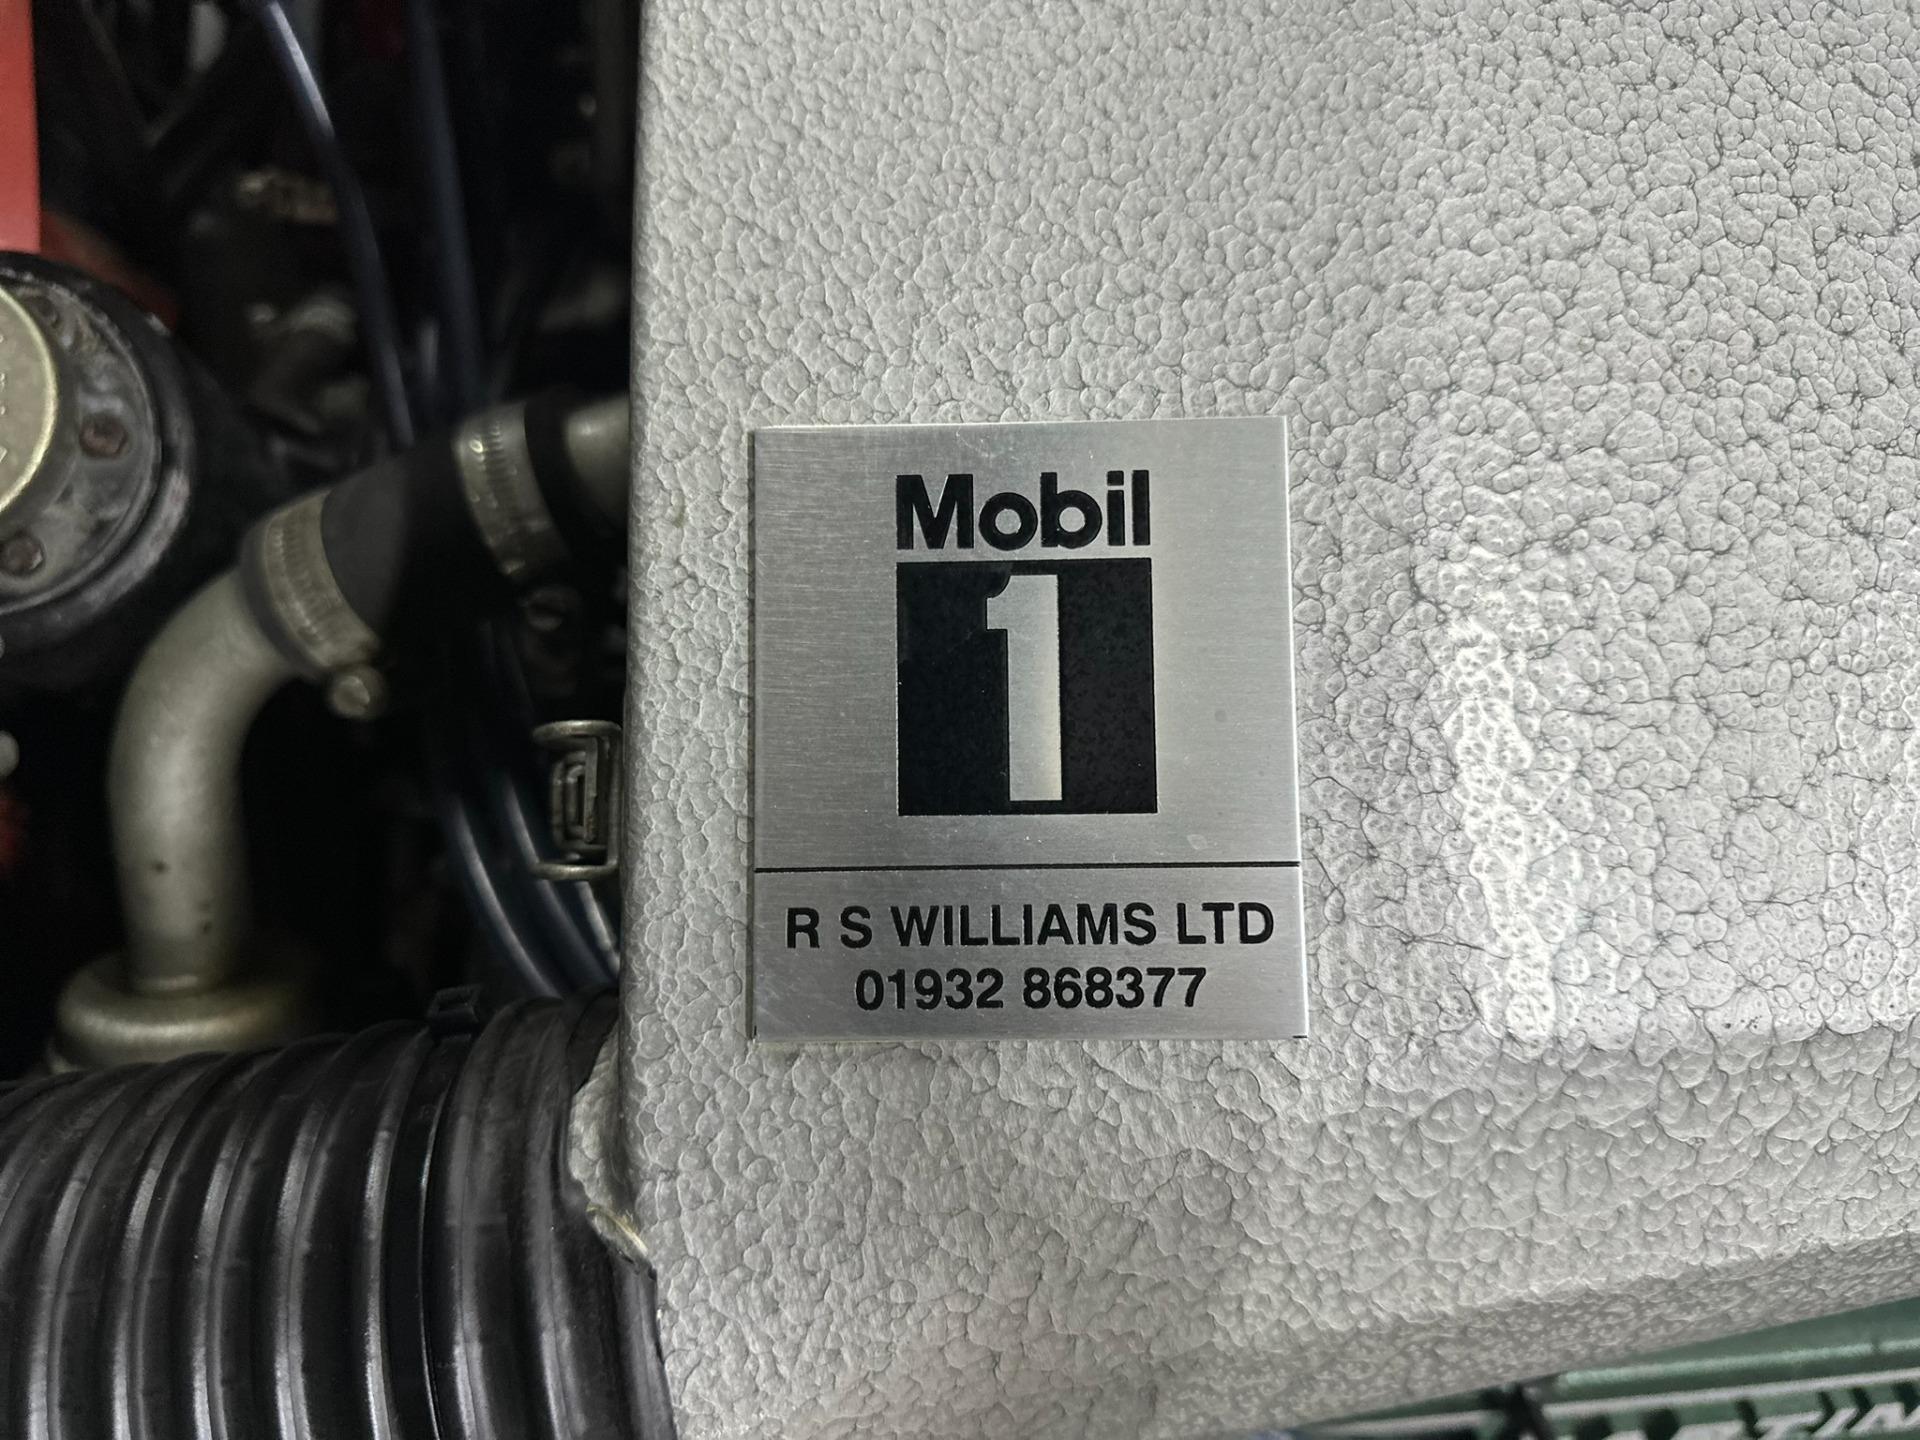 Mobil
1
R S WILLIAMS LTD
01932 868377